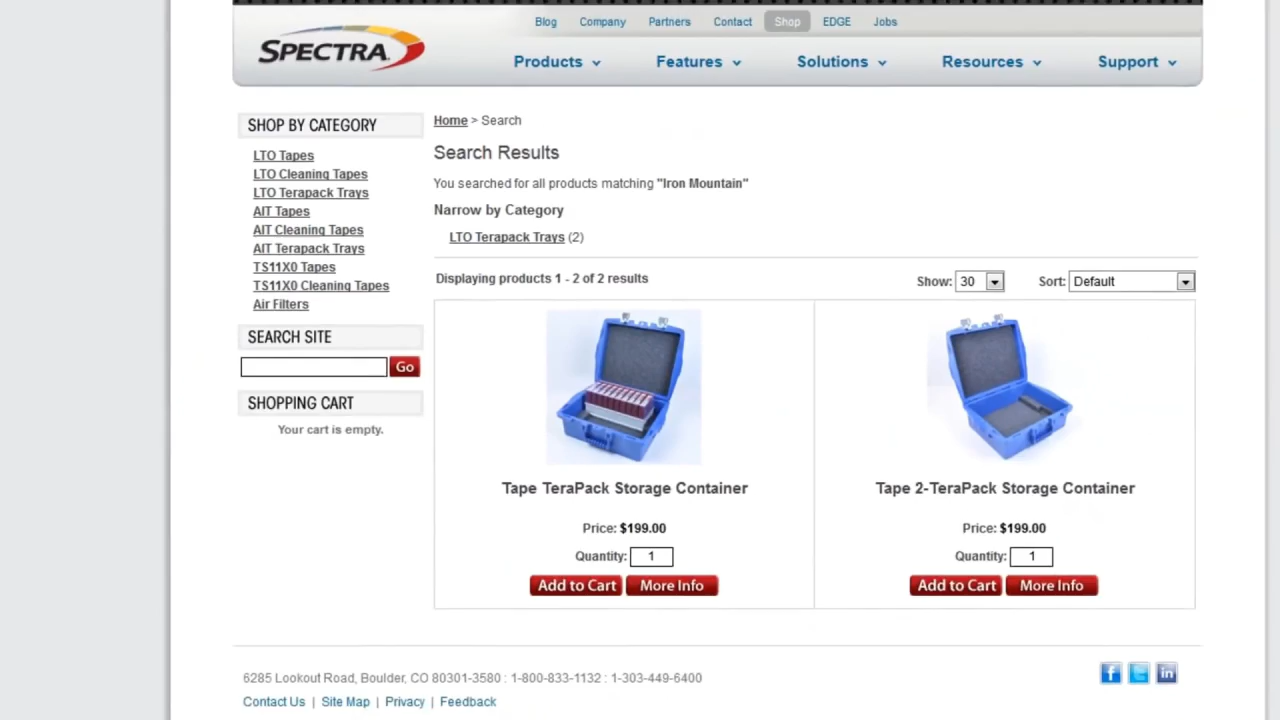 Blog Company Partners Contact Shop EDGE Jobs
SPECTRA
Products Features Solutions Resources Support
SHOP BY CATEGORY
LTO Tapes
LTO Cleaning Tapes
LTO Terapack Trays
AIT Tapes
AIT Cleaning Tapes
AIT Terapack Trays
TS11X0 Tapes
TS11X0 Cleaning Tapes
Air Filters
SEARCH SITE
Go
SHOPPING CART
Your cart is empty.
Home > Search
Search Results
You searched for all products matching "Iron Mountain"
Narrow by Category
LTO Terapack Trays (2)
Displaying products 1 - 2 of 2 results
Show: 30 Sort: Default
Tape TeraPack Storage Container
Price: $199.00
Quantity: 1
Add to Cart More Info
Tape 2-TeraPack Storage Container
Price: $199.00
Quantity: 1
Add to Cart More Info
6285 Lookout Road, Boulder, CO 80301-3580 : 1-800-833-1132 : 1-303-449-6400
Contact Us | Site Map | Privacy | Feedback
f t in